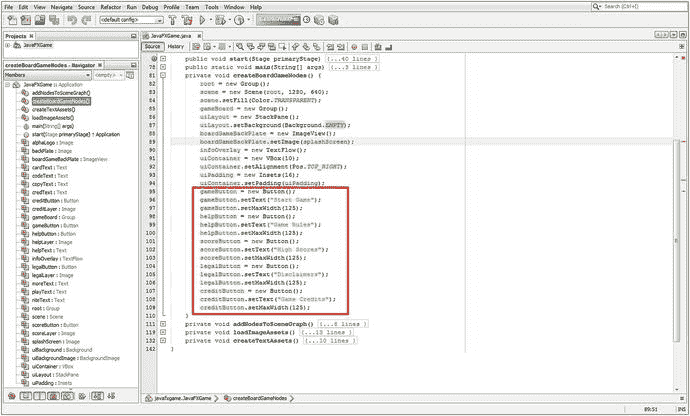 File Edit View Navigate Source Refactor Run Debug Profile Team Tools Window Help
Search (Ctrl+I)
<default config>
Projects
JavaFXGame
JavaFXGame.java
Source History
createBoardGameNodes() - Navigator
Members <empty>
JavaFXGame :: Application
addNodesToSceneGraph()
createBoardGameNodes()
createTextAssets()
loadImageAssets()
main(String[] args)
start(Stage primaryStage) ↑ Application
alphaLogo : Image
backPlate : Image
boardGameBackPlate : ImageView
cardText : Text
codeText : Text
copyText : Text
credText : Text
creditButton : Button
creditLayer : Image
gameBoard : Group
gameButton : Button
helpButton : Button
helpLayer : Image
helpText : Text
infoOverlay : TextFlow
legalButton : Button
legalLayer : Image
moreText : Text
playText : Text
riteText : Text
root : Group
scene : Scene
scoreButton : Button
scoreLayer : Image
splashScreen : Image
uiBackground : Background
uiBackgroundImage : BackgroundImage
uiContainer : VBox
uiLayout : StackPane
uiPadding : Insets
public void start(Stage primaryStage) {...40 lines }
78 public static void main(String[] args) {...3 lines }
81 private void createBoardGameNodes() {
82 root = new Group();
83 scene = new Scene(root, 1280, 640);
84 scene.setFill(Color.TRANSPARENT);
85 gameBoard = new Group();
86 uiLayout = new StackPane();
87 uiLayout.setBackground(Background.EMPTY);
88 boardGameBackPlate = new ImageView();
89 boardGameBackPlate.setImage(splashScreen);
90 infoOverlay = new TextFlow();
91 uiContainer = new VBox(10);
92 uiContainer.setAlignment(Pos.TOP_RIGHT);
93 uiPadding = new Insets(16);
94 uiContainer.setPadding(uiPadding);
95 gameButton = new Button();
96 gameButton.setText("Start Game");
97 gameButton.setMaxWidth(125);
98 helpButton = new Button();
99 helpButton.setText("Game Rules");
100 helpButton.setMaxWidth(125);
101 scoreButton = new Button();
102 scoreButton.setText("High Scores");
103 scoreButton.setMaxWidth(125);
104 legalButton = new Button();
105 legalButton.setText("Disclaimers");
106 legalButton.setMaxWidth(125);
107 creditButton = new Button();
108 creditButton.setText("Game Credits");
109 creditButton.setMaxWidth(125);
110 }
111 private void addNodesToSceneGraph() {...8 lines }
119 private void loadImageAssets() {...13 lines }
132 private void createTextAssets() {...10 lines }
142 }
javafxgame.JavaFXGame
createBoardGameNodes
89:51 INS